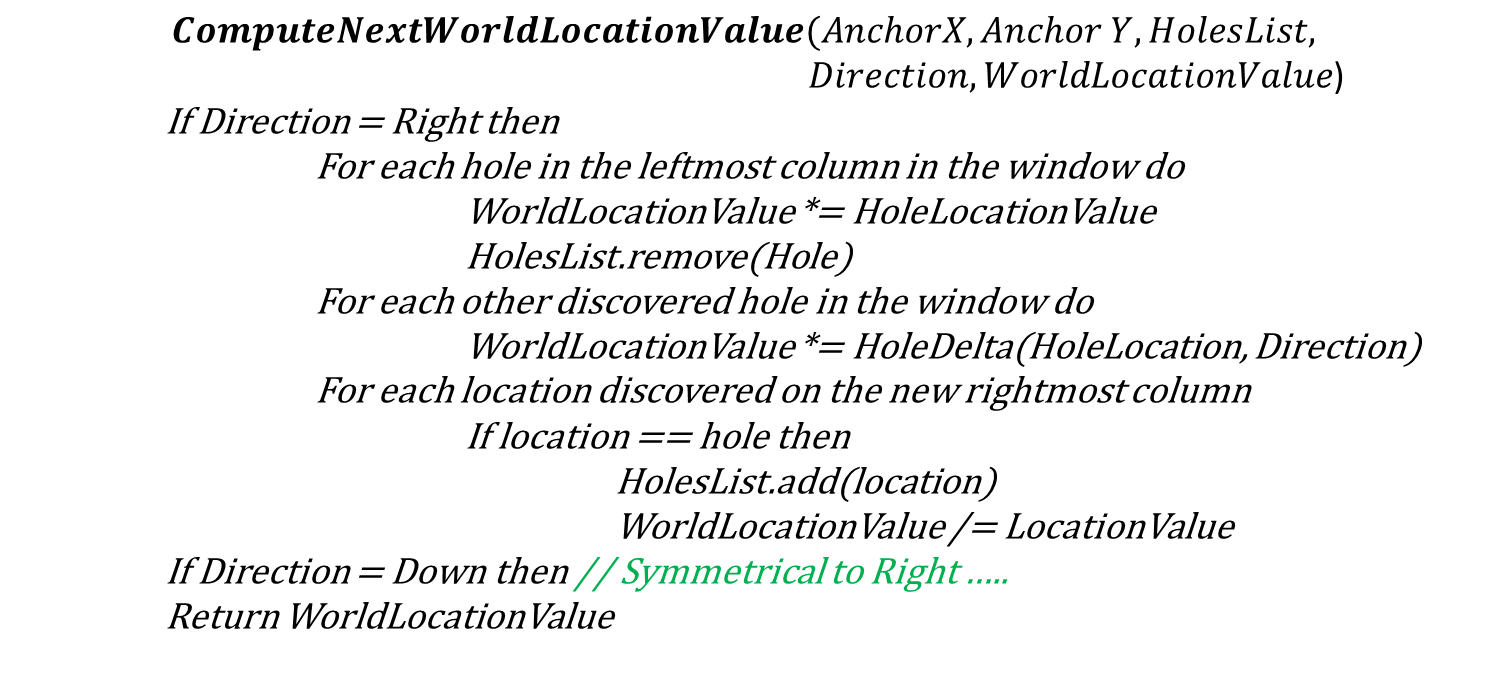 ComputeNextWorldLocationValue(AnchorX, Anchor Y, HolesList,
Direction, WorldLocationValue)
If Direction = Right then
For each hole in the leftmost column in the window do
WorldLocationValue *= HoleLocationValue
HolesList.remove(Hole)
For each other discovered hole in the window do
WorldLocationValue *= HoleDelta(HoleLocation, Direction)
For each location discovered on the new rightmost column
If location == hole then
HolesList.add(location)
WorldLocationValue /= LocationValue
If Direction = Down then // Symmetrical to Right .....
Return WorldLocationValue